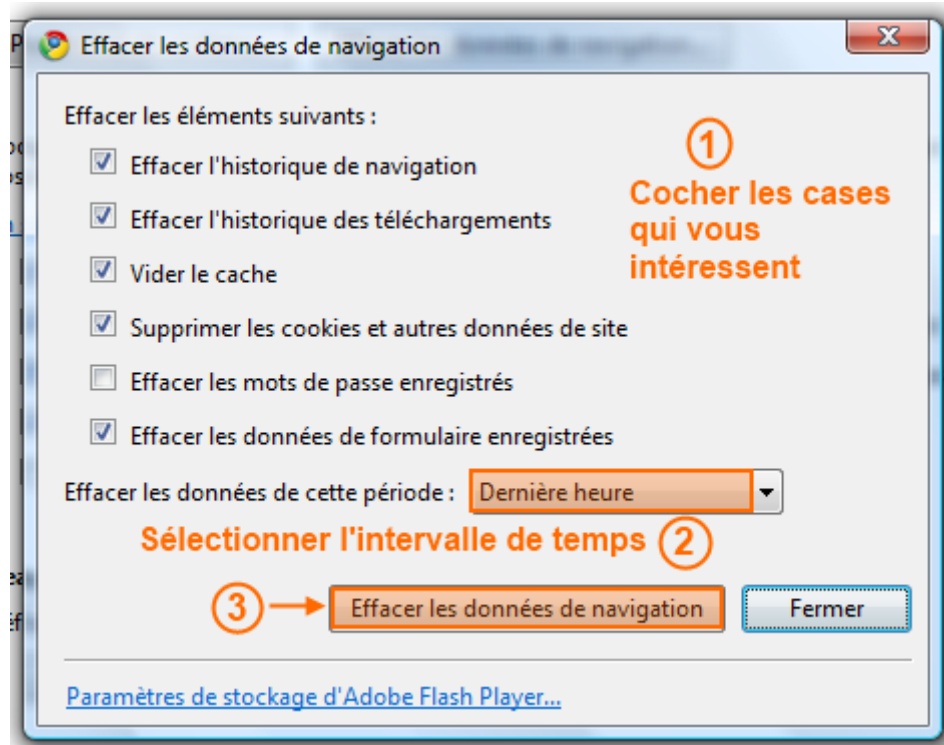 Effacer les données de navigation
Effacer les éléments suivants :
Effacer l'historique de navigation
Effacer l'historique des téléchargements
Vider le cache
Supprimer les cookies et autres données de site
Effacer les mots de passe enregistrés
Effacer les données de formulaire enregistrées
1
Cocher les cases
qui vous
intéressent
Effacer les données de cette période : Dernière heure
Sélectionner l'intervalle de temps 2
3 Effacer les données de navigation Fermer
Paramètres de stockage d'Adobe Flash Player...